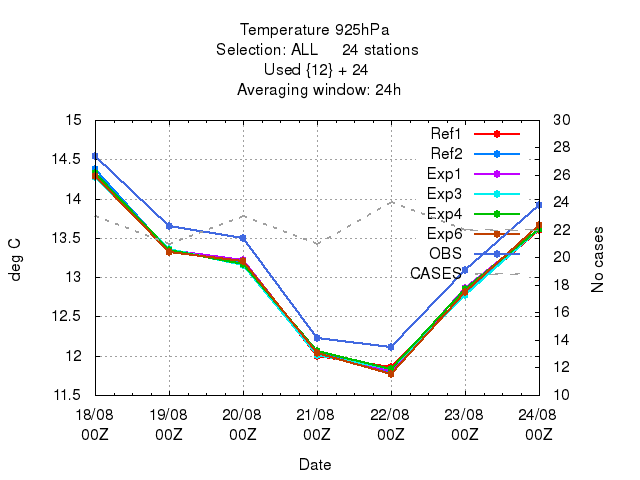 Temperature 925hPa
Selection: ALL     24 stations
Used {12} + 24
Averaging window: 24h
deg C
15
14.5
14
13.5
13
12.5
12
11.5
Ref1
Ref2
Exp1
Exp3
Exp4
Exp6
OBS
CASES
30
28
26
24
22
20
18
16
14
12
10
No cases
18/08 19/08 20/08 21/08 22/08 23/08 24/08
00Z 00Z 00Z 00Z 00Z 00Z 00Z
Date